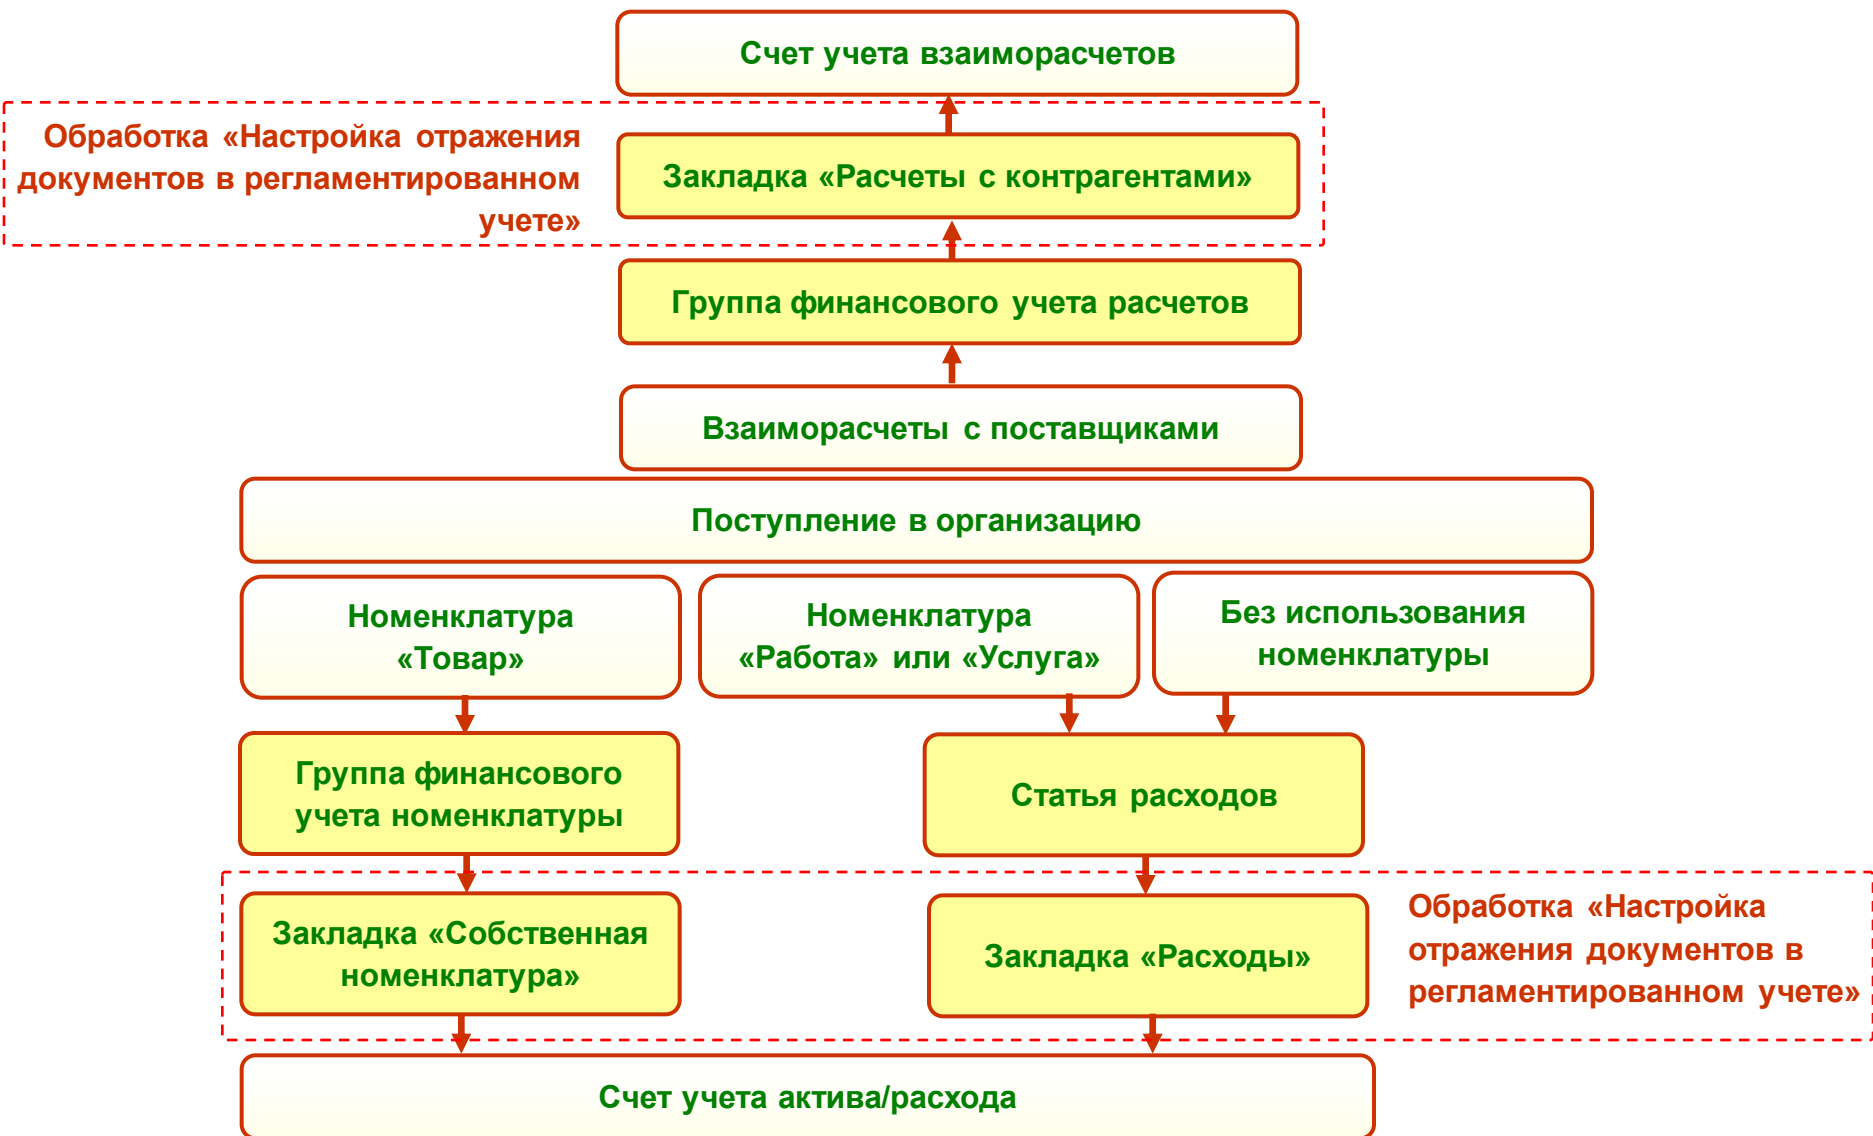 Счет учета взаиморасчетов
Обработка «Настройка отражения
документов в регламентированном
учете»
Закладка «Расчеты с контрагентами»
Группа финансового учета расчетов
Взаиморасчеты с поставщиками
Поступление в организацию
Номенклатура
«Товар»
Номенклатура
«Работа» или «Услуга»
Без использования
номенклатуры
Группа финансового
учета номенклатуры
Статья расходов
Закладка «Собственная
номенклатура»
Закладка «Расходы»
Обработка «Настройка
отражения документов в
регламентированном учете»
Счет учета актива/расхода